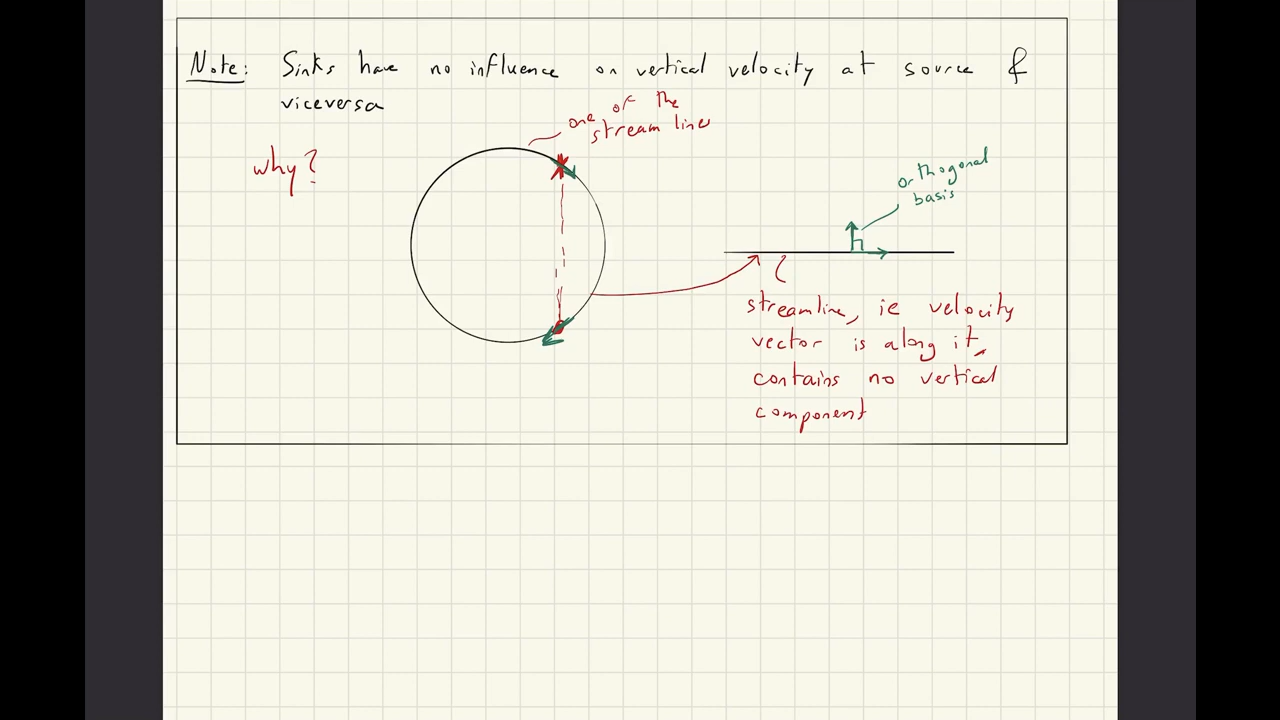 Note: Sinks have no influence on vertical velocity at source &
viceversa
one of the
stream lines
why?
orthogonal
basis
streamline, ie velocity
vector is along it,
contains no vertical
component